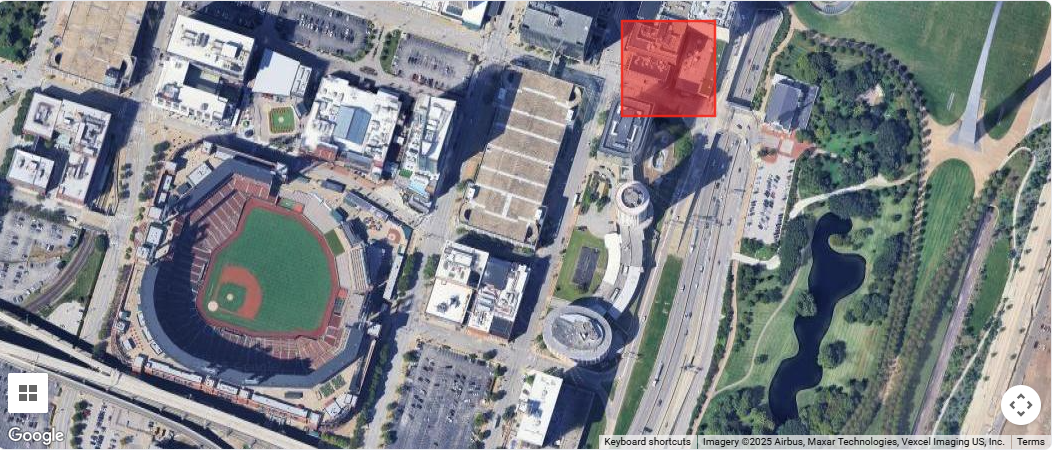 Google
Keyboard shortcuts
Imagery ©2025 Airbus, Maxar Technologies, Vexcel Imaging US, Inc.
Terms